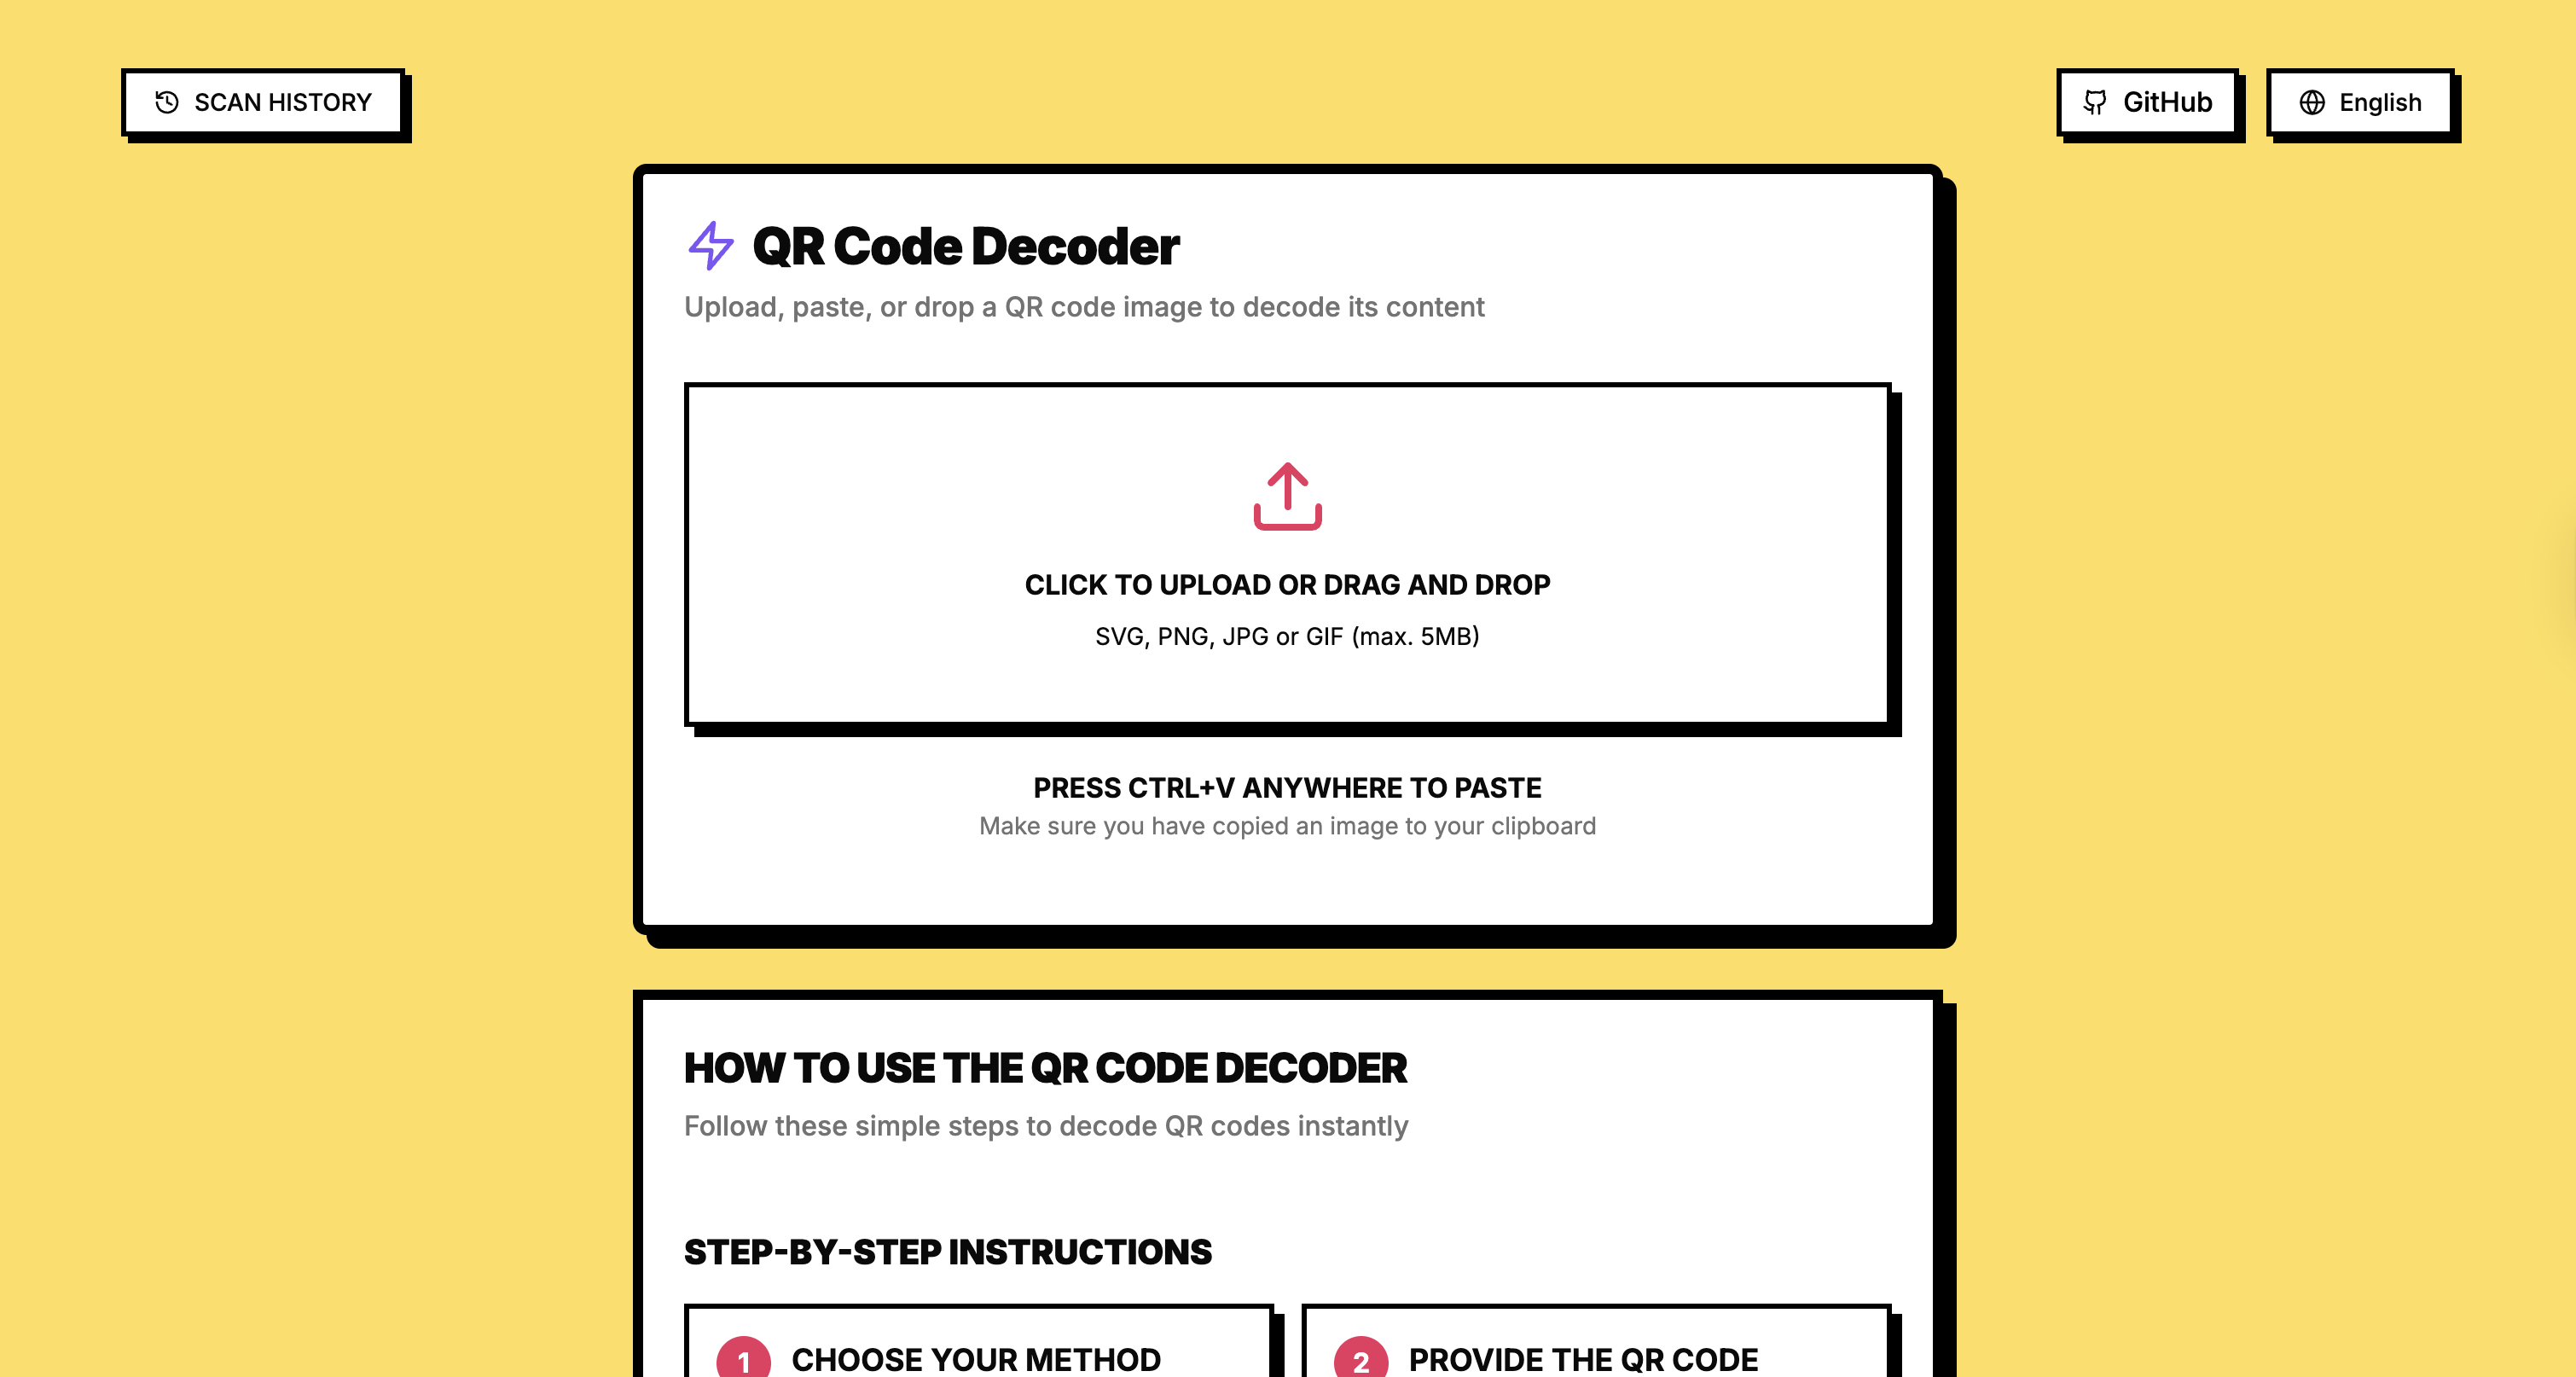 SCAN HISTORY
GitHub
English
QR Code Decoder
Upload, paste, or drop a QR code image to decode its content
CLICK TO UPLOAD OR DRAG AND DROP
SVG, PNG, JPG or GIF (max. 5MB)
PRESS CTRL+V ANYWHERE TO PASTE
Make sure you have copied an image to your clipboard
HOW TO USE THE QR CODE DECODER
Follow these simple steps to decode QR codes instantly
STEP-BY-STEP INSTRUCTIONS
1 CHOOSE YOUR METHOD
2 PROVIDE THE QR CODE